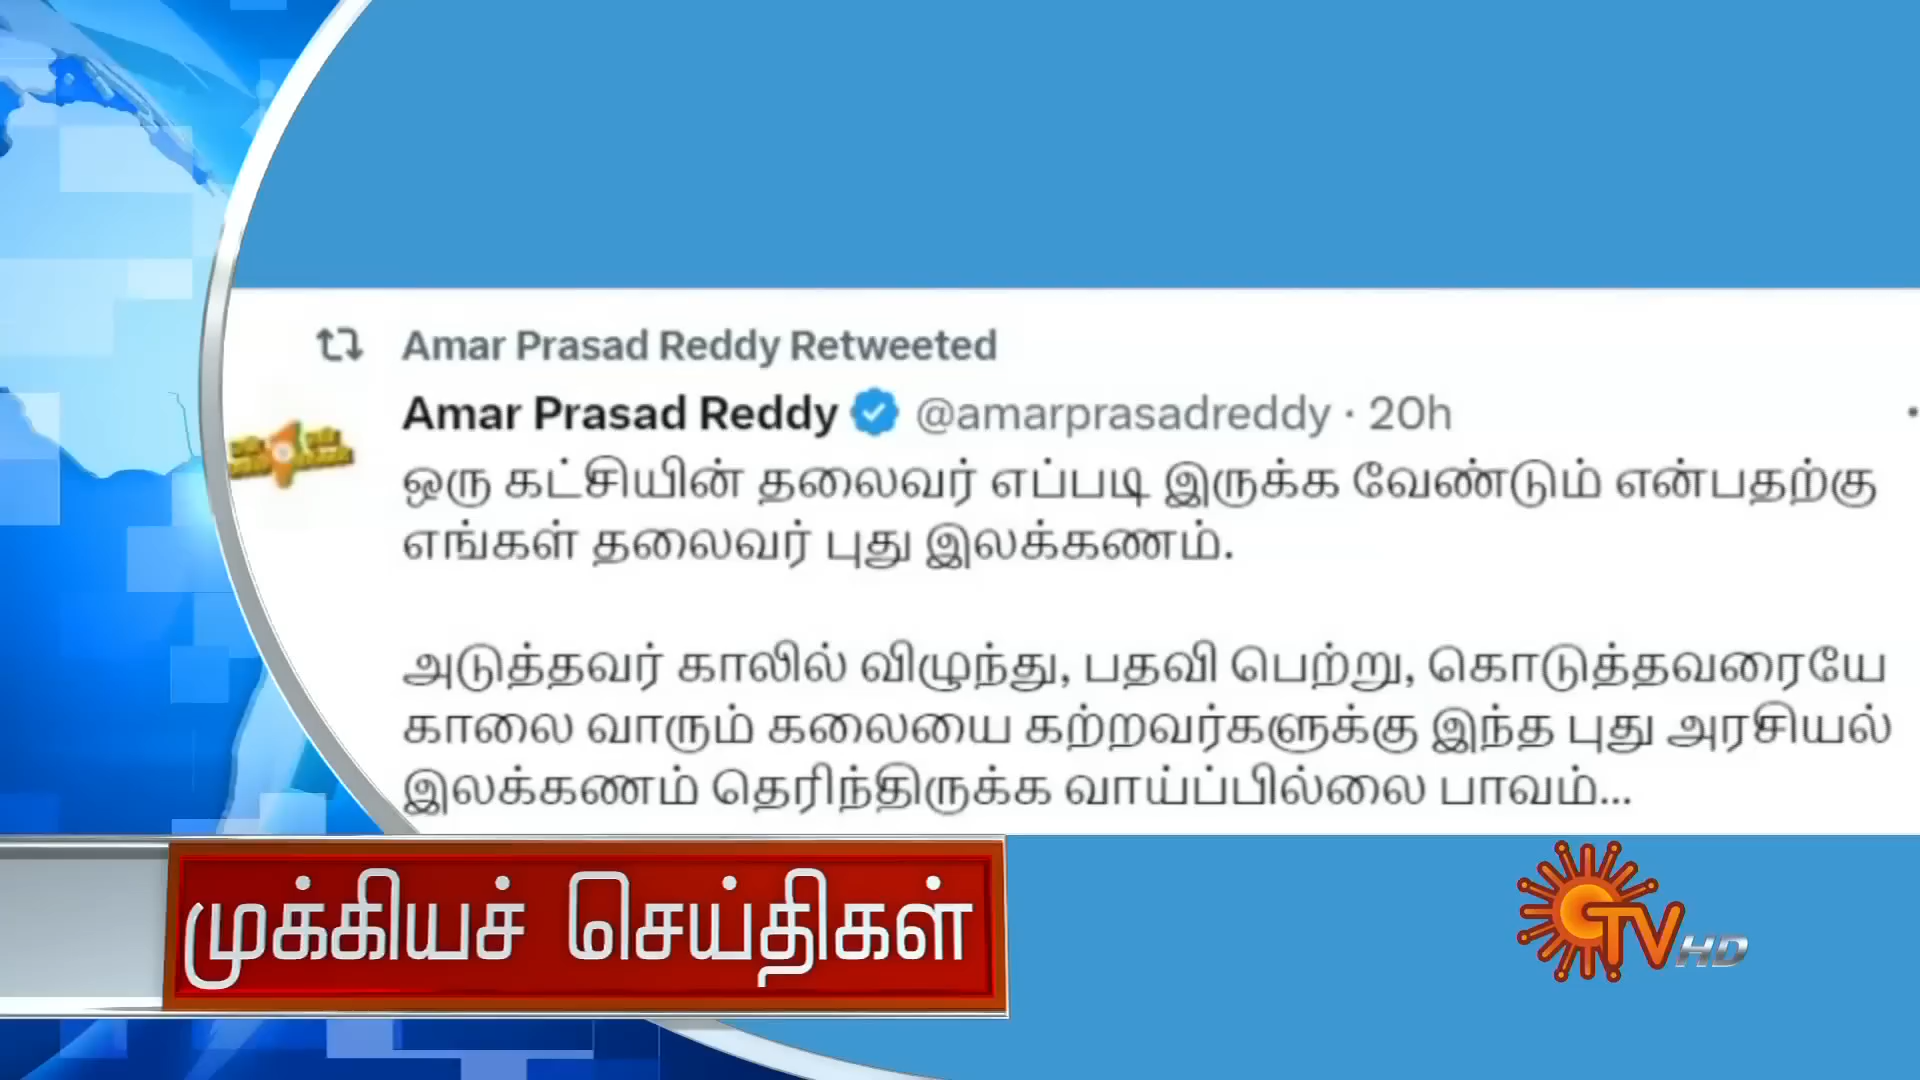 Amar Prasad Reddy Retweeted
Amar Prasad Reddy @amarprasadreddy · 20h
ஒரு கட்சியின் தலைவர் எப்படி இருக்க வேண்டும் என்பதற்கு
எங்கள் தலைவர் புது இலக்கணம்.
அடுத்தவர் காலில் விழுந்து, பதவி பெற்று, கொடுத்தவரையே
காலை வாரும் கலையை கற்றவர்களுக்கு இந்த புது அரசியல்
இலக்கணம் தெரிந்திருக்க வாய்ப்பில்லை பாவம்...
முக்கியச் செய்திகள்
TV HD